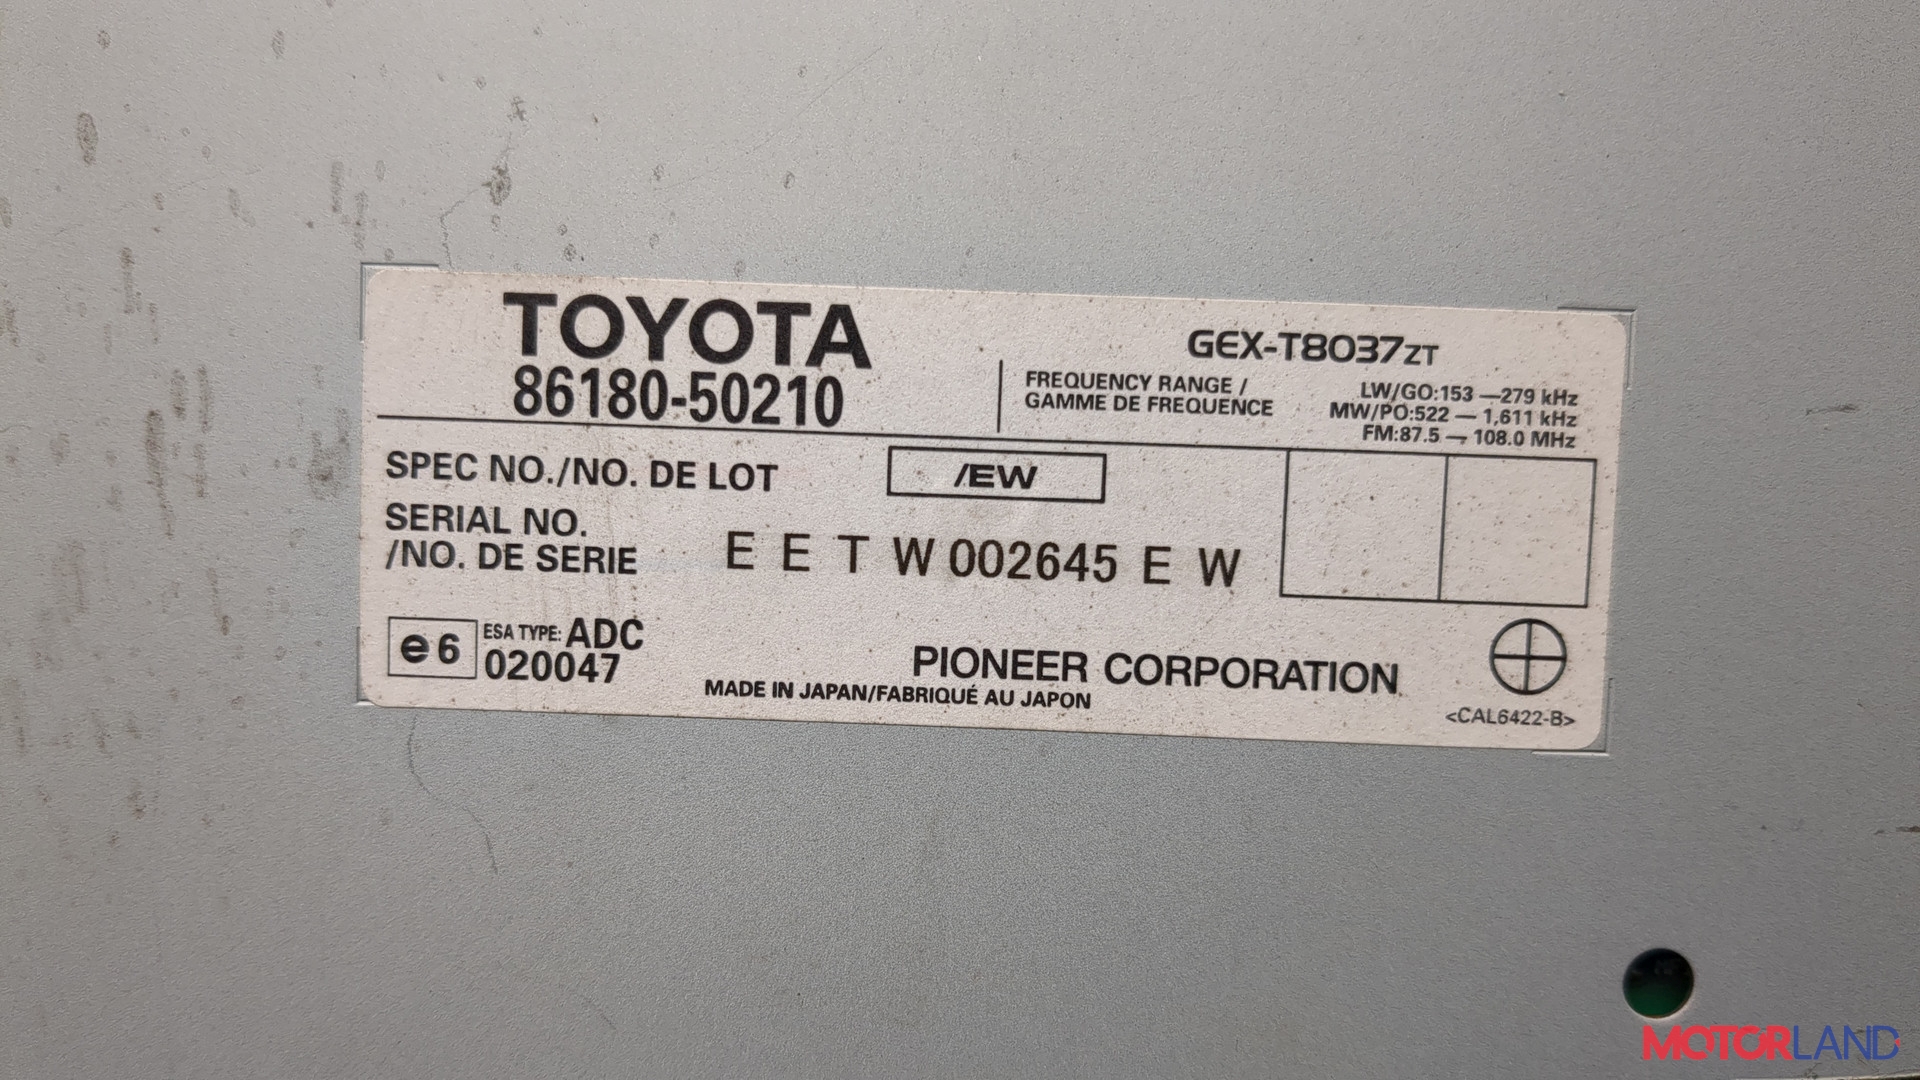 TOYOTA
86180-50210
GEX-T8037ZT
FREQUENCY RANGE /
GAMME DE FREQUENCE
LW/GO:153 —279 kHz
MW/PO:522 — 1,611 kHz
FM:87.5 — 108.0 MHz
SPEC NO./NO. DE LOT
/EW
SERIAL NO.
/NO. DE SERIE
E E T W 002645 E W
e6
ESA TYPE: ADC
020047
PIONEER CORPORATION
MADE IN JAPAN/FABRIQUÉ AU JAPON
<CAL6422-B>
MOTORLAND